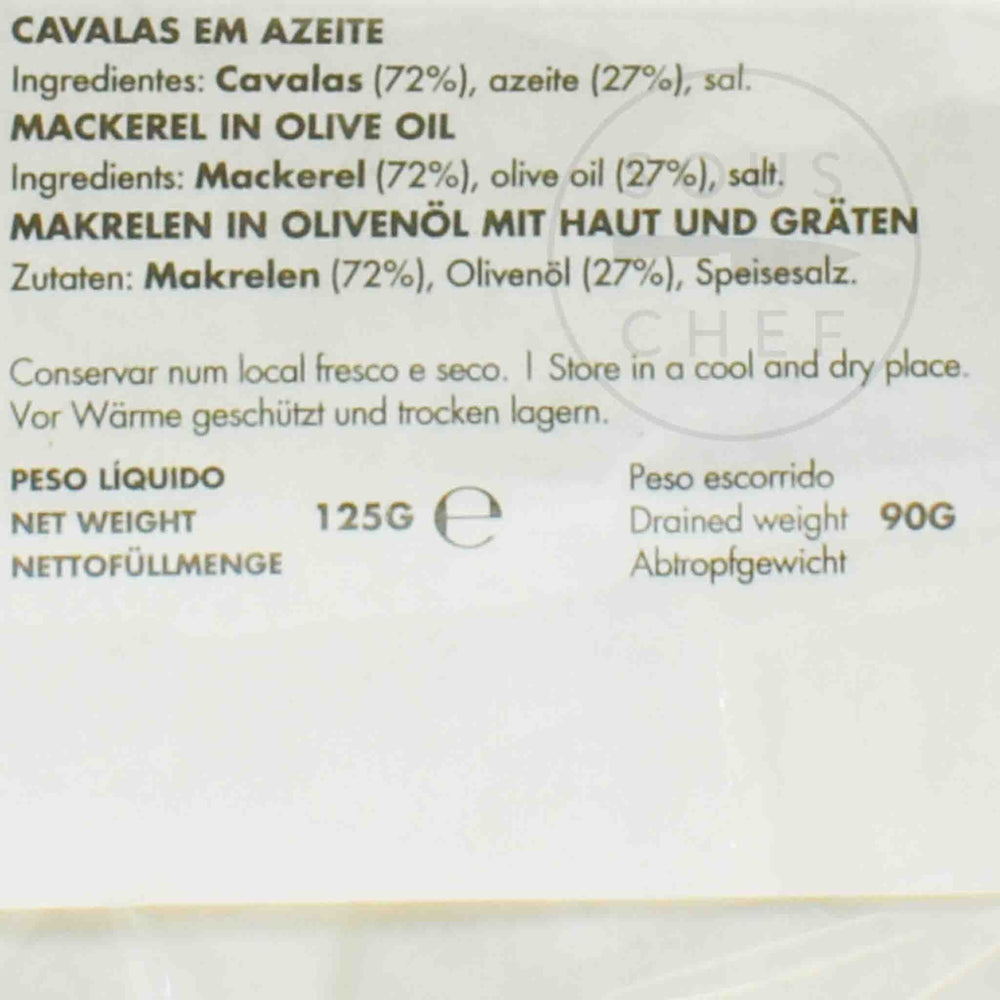 CAVALAS EM AZEITE
Ingredientes: Cavalas (72%), azeite (27%), sal.
MACKEREL IN OLIVE OIL
Ingredients: Mackerel (72%), olive oil (27%), salt.
MAKRELEN IN OLIVENÖL MIT HAUT UND GRÄTEN
Zutaten: Makrelen (72%), Olivenöl (27%), Speisesalz.
SOUS
CHEF
Conservar num local fresco e seco. | Store in a cool and dry place.
Vor Wärme geschützt und trocken lagern.
PESO LÍQUIDO
NET WEIGHT 125G ℮
NETTOFÜLLMENGE
Peso escorrido
Drained weight 90G
Abtropfgewicht